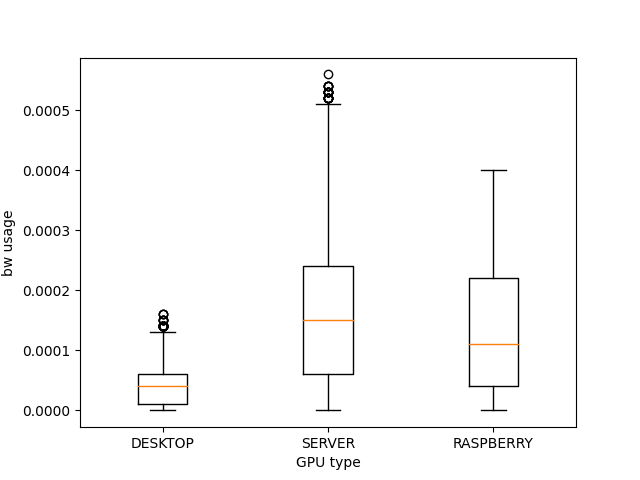 0.0005
0.0004
0.0003
0.0002
0.0001
0.0000
bw usage
DESKTOP
SERVER
RASPBERRY
GPU type